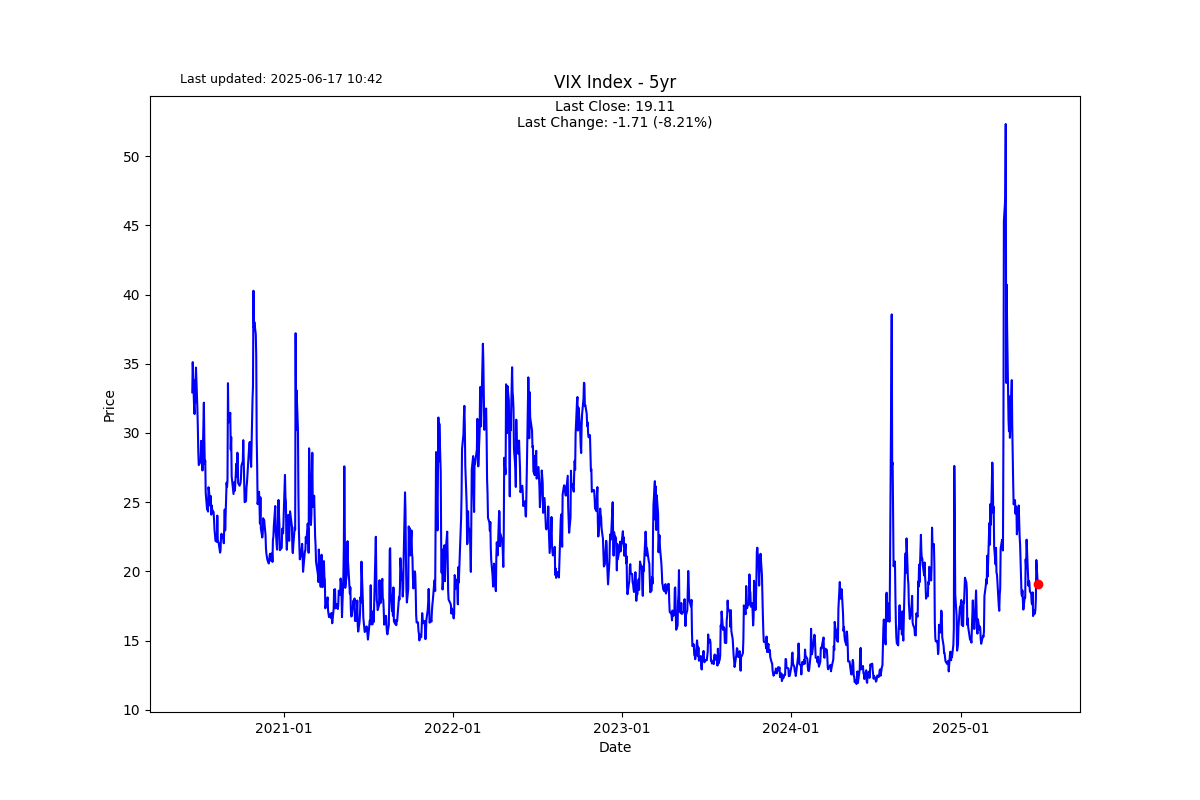 Last updated: 2025-06-17 10:42
VIX Index - 5yr
Last Close: 19.11
Last Change: -1.71 (-8.21%)
Price
50
45
40
35
30
25
20
15
10
2021-01
2022-01
2023-01
2024-01
2025-01
Date